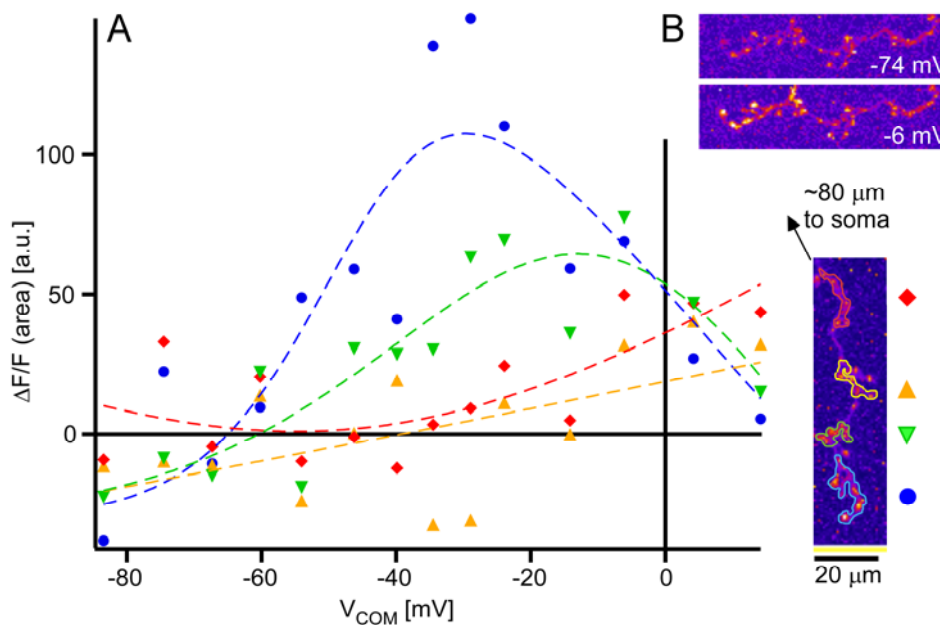 A
B
-74 mV
-6 mV
~80 μm
to soma
100
50
0
ΔF/F (area) [a.u.]
-80
-60
-40
-20
0
V_COM [mV]
20 μm